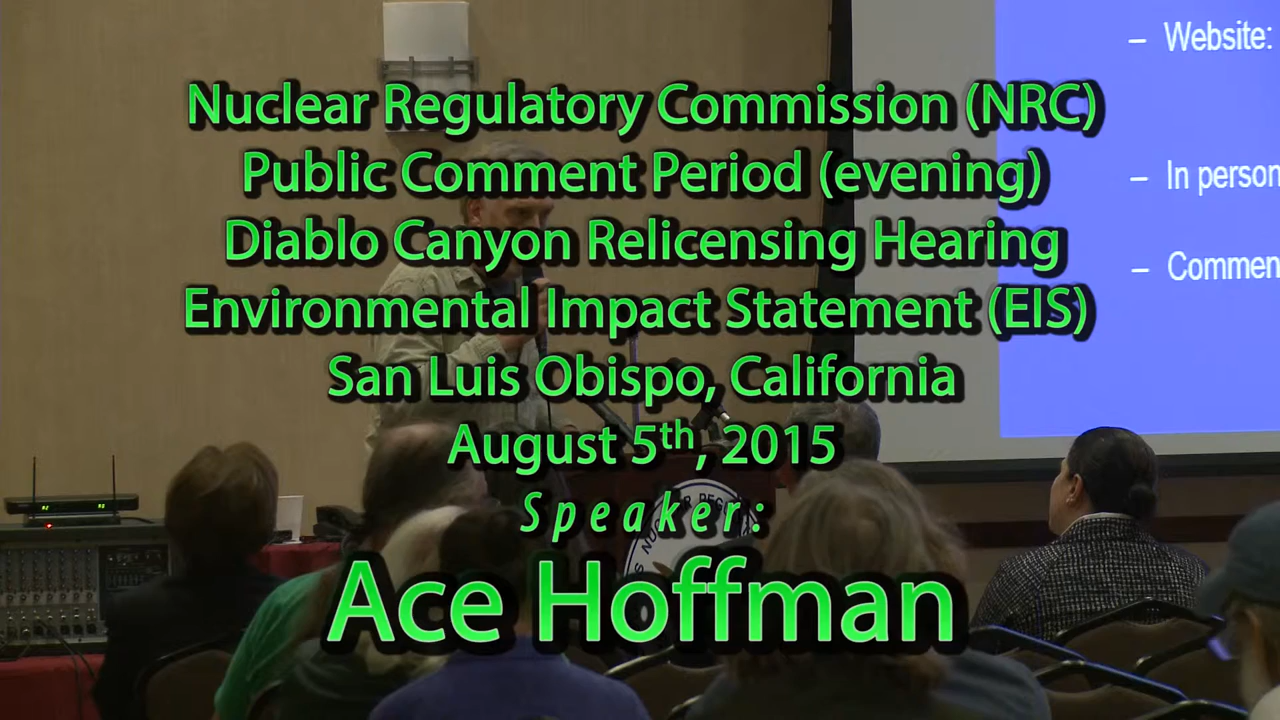 Nuclear Regulatory Commission (NRC)
Public Comment Period (evening)
Diablo Canyon Relicensing Hearing
Environmental Impact Statement (EIS)
San Luis Obispo, California
August 5th, 2015
Speaker:
Ace Hoffman
– Website:
– In person
– Commen